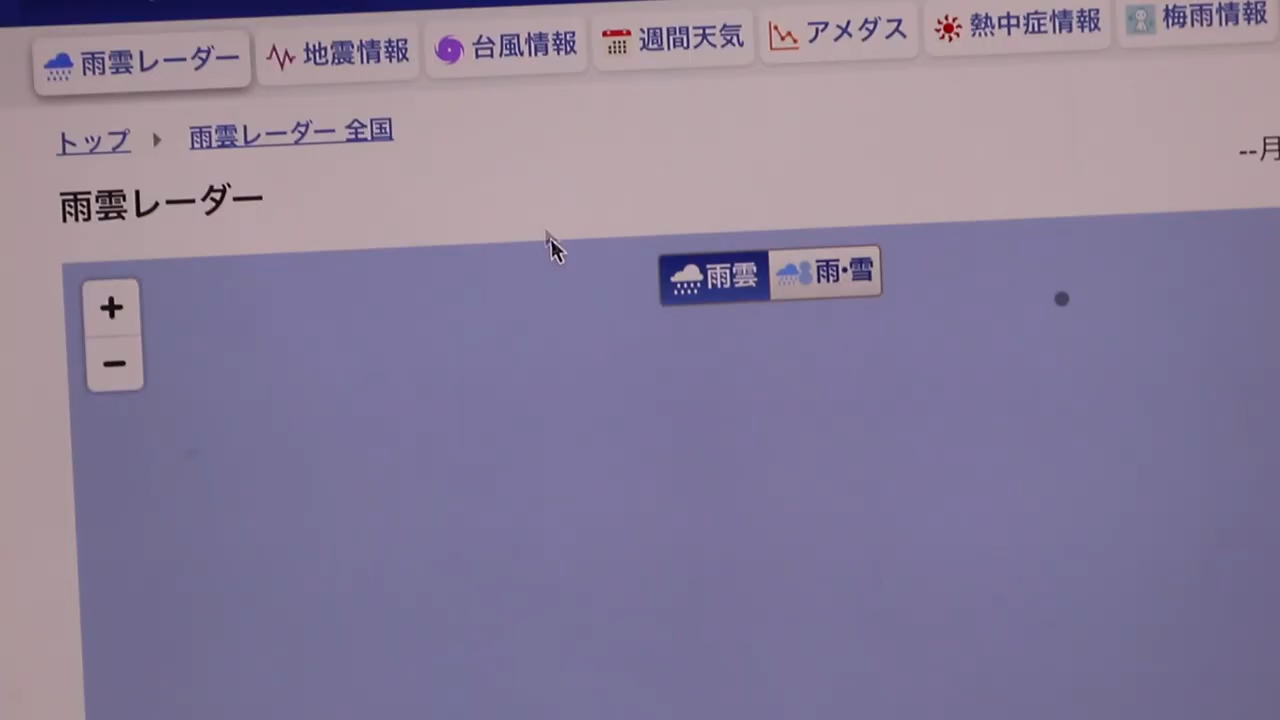 雨雲レーダー 地震情報 台風情報 週間天気 アメダス 熱中症情報 梅雨情報
トップ 雨雲レーダー 全国
--月
雨雲レーダー
+
雨雲 雨・雪
−